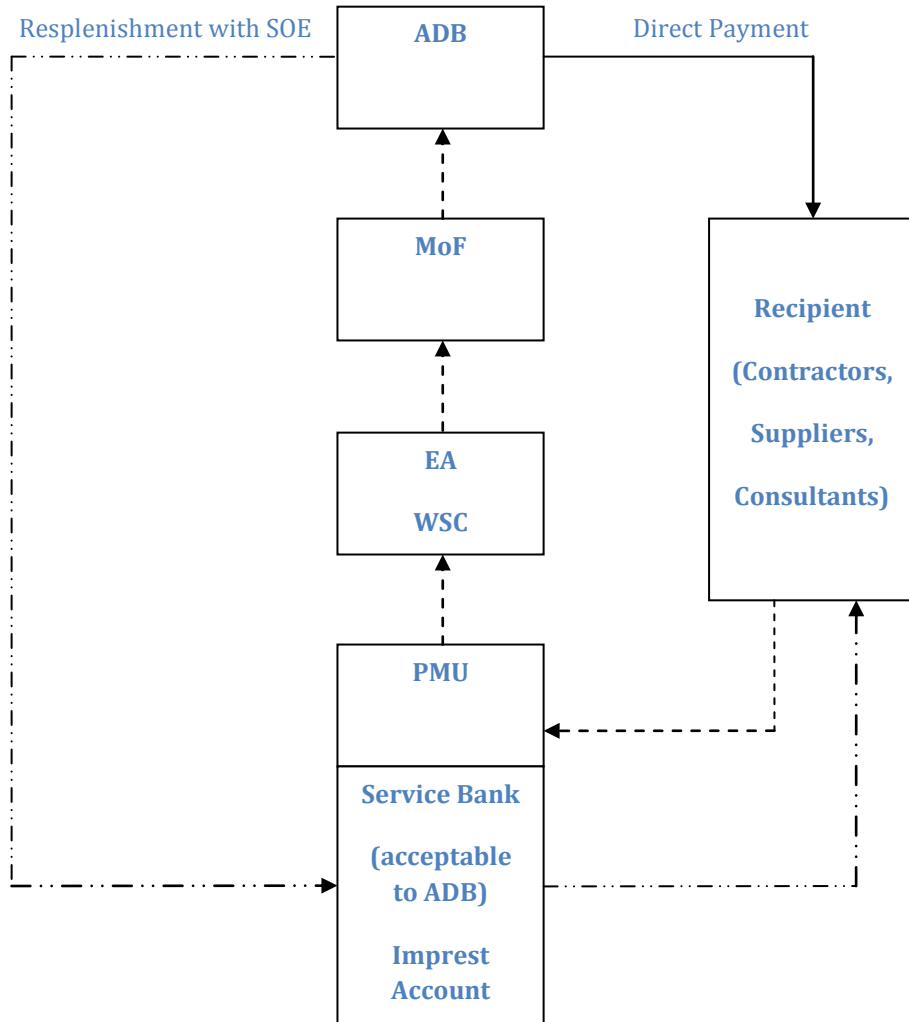 Resplenishment with SOE
ADB
Direct Payment
MoF
Recipient
(Contractors,
Suppliers,
Consultants)
EA
WSC
PMU
Service Bank
(acceptable
to ADB)
Imprest
Account